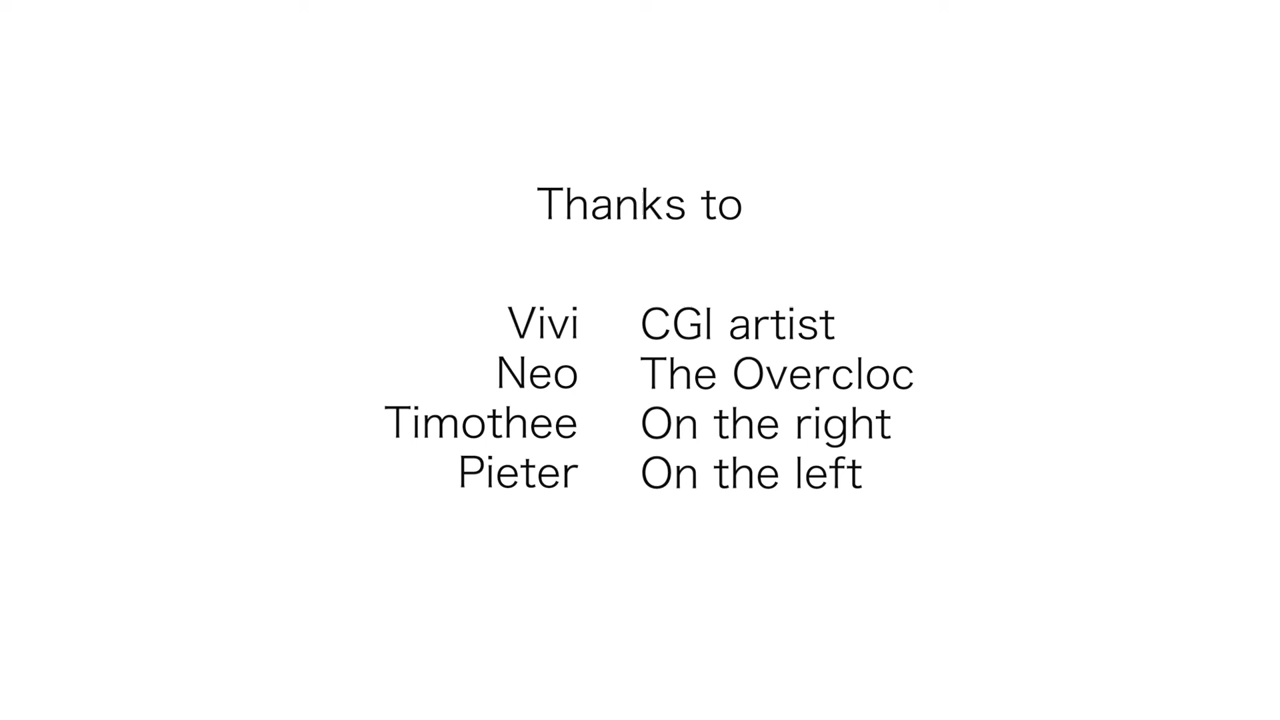 Thanks to
Vivi CGI artist
Neo The Overcloc
Timothee On the right
Pieter On the left